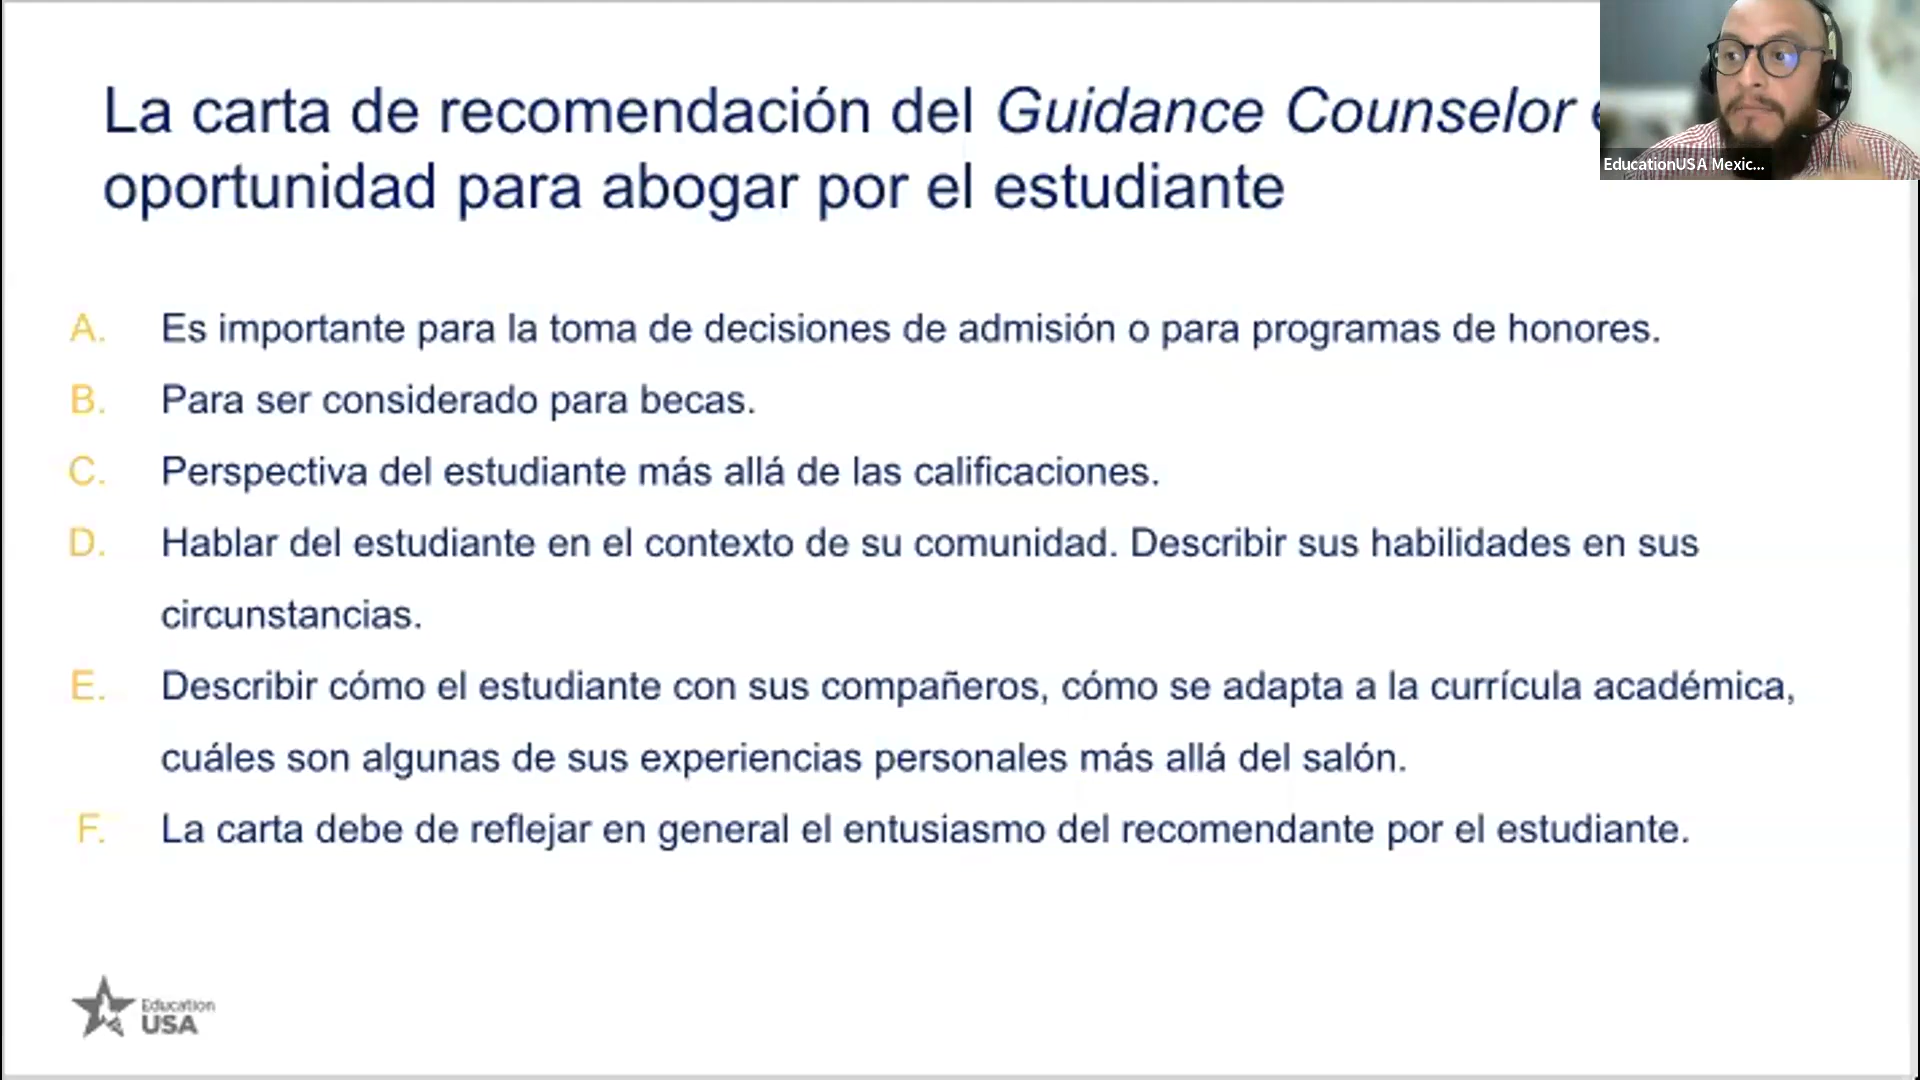 La carta de recomendación del Guidance Counselor
oportunidad para abogar por el estudiante
EducationUSA Mexic...
A. Es importante para la toma de decisiones de admisión o para programas de honores.
B. Para ser considerado para becas.
C. Perspectiva del estudiante más allá de las calificaciones.
D. Hablar del estudiante en el contexto de su comunidad. Describir sus habilidades en sus
circunstancias.
E. Describir cómo el estudiante con sus compañeros, cómo se adapta a la currícula académica,
cuáles son algunas de sus experiencias personales más allá del salón.
F. La carta debe de reflejar en general el entusiasmo del recomendante por el estudiante.
Education
USA